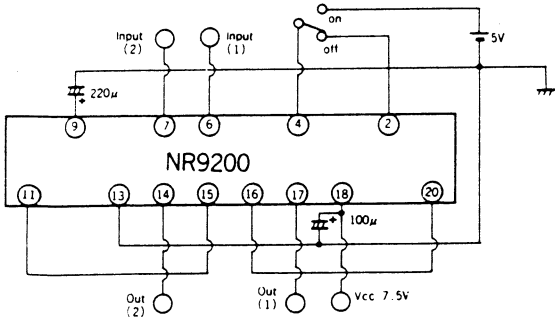 on
Input
(2)
Input
(1)
off
5V
220μ
+
9
7
6
4
2
NR9200
11
13
14
15
16
17
18
20
+
100μ
Out
(2)
Out
(1)
Vcc 7.5V